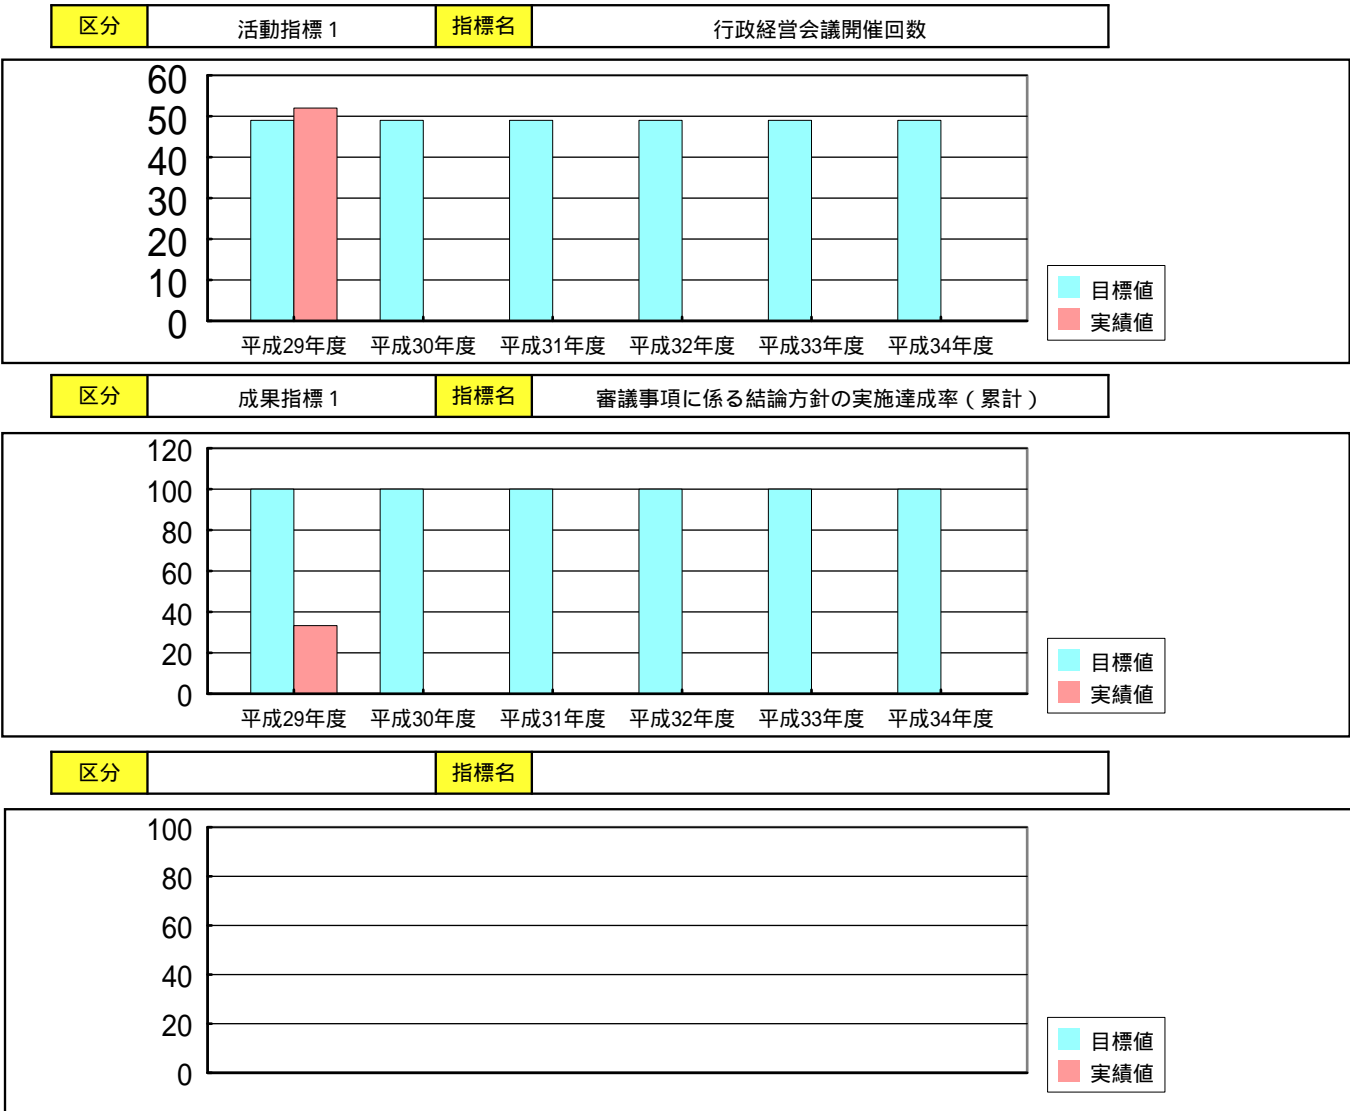 区分 活動指標１ 指標名 行政経営会議開催回数
60
50
40
30
20
10
0
平成29年度 平成30年度 平成31年度 平成32年度 平成33年度 平成34年度
目標値
実績値
区分 成果指標１ 指標名 審議事項に係る結論方針の実施達成率（累計）
120
100
80
60
40
20
0
平成29年度 平成30年度 平成31年度 平成32年度 平成33年度 平成34年度
目標値
実績値
区分 指標名
100
80
60
40
20
0
目標値
実績値